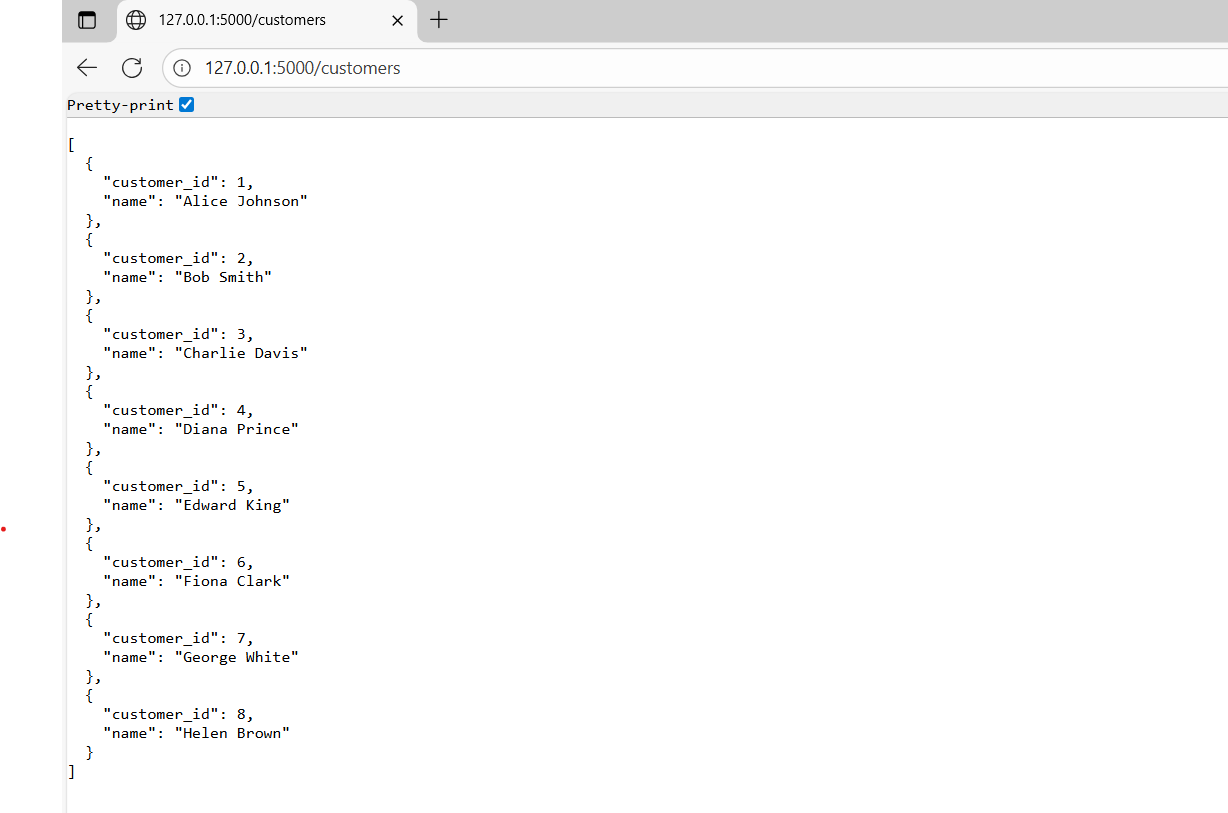 127.0.0.1:5000/customers
127.0.0.1:5000/customers
Pretty-print
[
  {
    "customer_id": 1,
    "name": "Alice Johnson"
  },
  {
    "customer_id": 2,
    "name": "Bob Smith"
  },
  {
    "customer_id": 3,
    "name": "Charlie Davis"
  },
  {
    "customer_id": 4,
    "name": "Diana Prince"
  },
  {
    "customer_id": 5,
    "name": "Edward King"
  },
  {
    "customer_id": 6,
    "name": "Fiona Clark"
  },
  {
    "customer_id": 7,
    "name": "George White"
  },
  {
    "customer_id": 8,
    "name": "Helen Brown"
  }
]